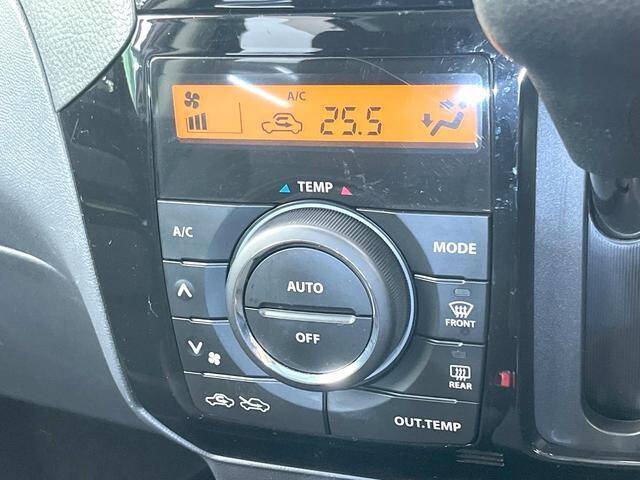 A/C
25.5
TEMP
A/C
MODE
AUTO
OFF
FRONT
REAR
OUT.TEMP